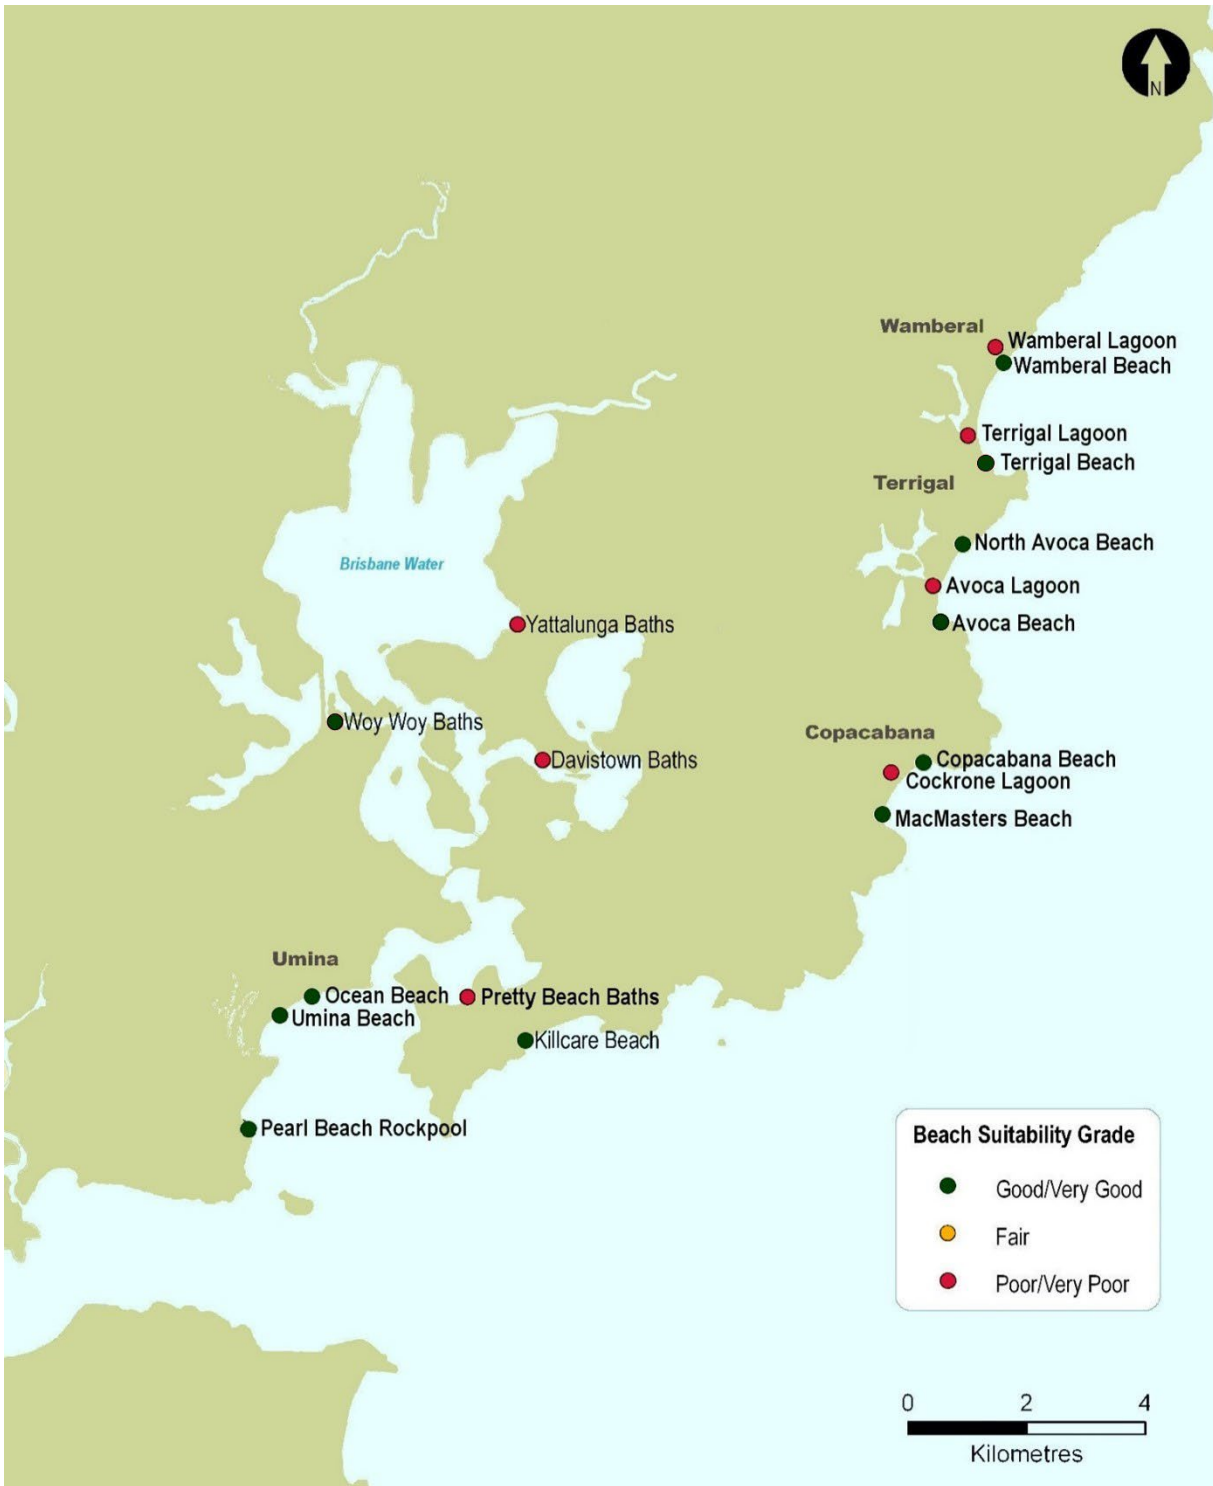 N
Wamberal
Wamberal Lagoon
Wamberal Beach
Terrigal Lagoon
Terrigal Beach
Terrigal
North Avoca Beach
Brisbane Water
Avoca Lagoon
Yattalunga Baths
Avoca Beach
Woy Woy Baths
Copacabana
Davistown Baths
Copacabana Beach
Cockrone Lagoon
MacMasters Beach
Umina
Ocean Beach
Pretty Beach Baths
Umina Beach
Killcare Beach
Pearl Beach Rockpool
Beach Suitability Grade
Good/Very Good
Fair
Poor/Very Poor
0 2 4
Kilometres